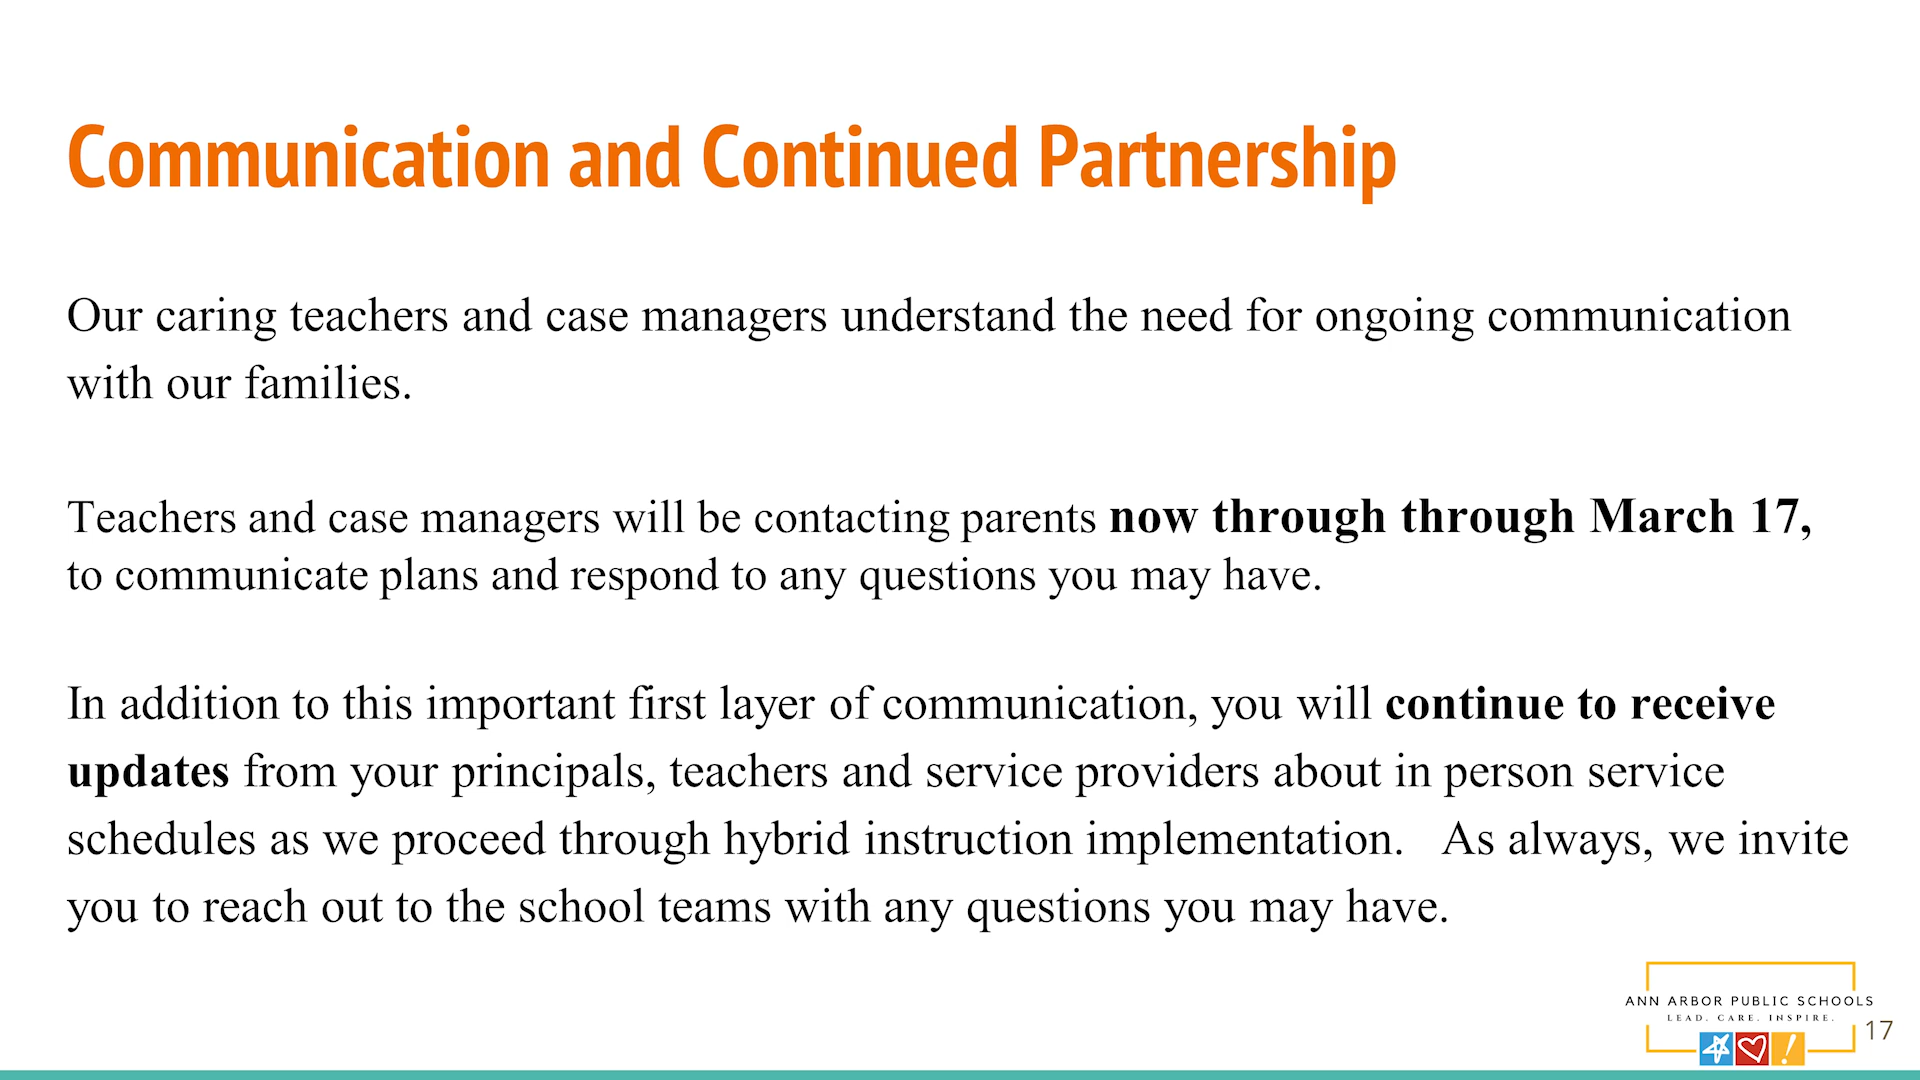 Communication and Continued Partnership
Our caring teachers and case managers understand the need for ongoing communication
with our families.
Teachers and case managers will be contacting parents now through through March 17,
to communicate plans and respond to any questions you may have.
In addition to this important first layer of communication, you will continue to receive
updates from your principals, teachers and service providers about in person service
schedules as we proceed through hybrid instruction implementation.   As always, we invite
you to reach out to the school teams with any questions you may have.
ANN ARBOR PUBLIC SCHOOLS
LEAD. CARE. INSPIRE.
17